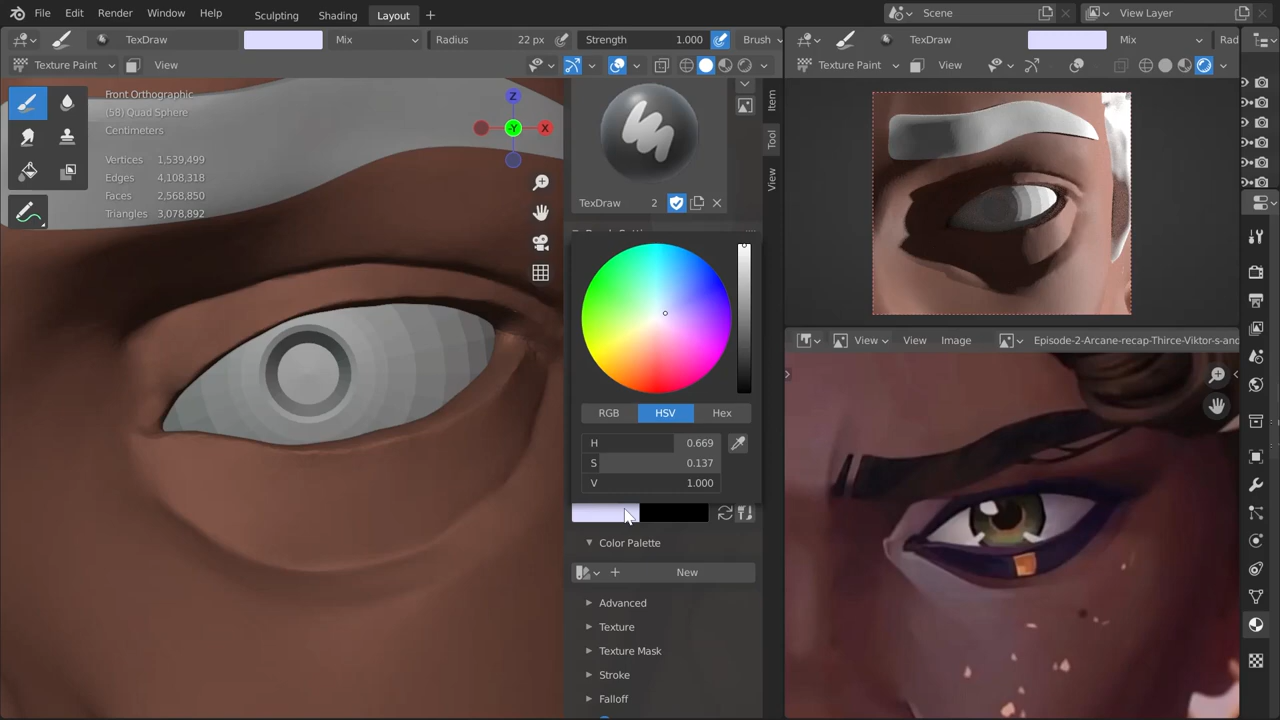 File Edit Render Window Help Sculpting Shading Layout + Scene View Layer
TexDraw Mix Radius 22 px Strength 1.000 Brush
TexDraw Mix Rad
Texture Paint View
Texture Paint View
Front Orthographic
(58) Quad Sphere
Centimeters
Vertices 1,539,499
Edges 4,108,318
Faces 2,568,850
Triangles 3,078,892
Z
-Y
X
Item
Tool
View
TexDraw 2
RGB HSV Hex
H 0.669
S 0.137
V 1.000
Color Palette
+ New
Advanced
Texture
Texture Mask
Stroke
Falloff
View View Image Episode-2-Arcane-recap-Thirce-Viktor-s-and